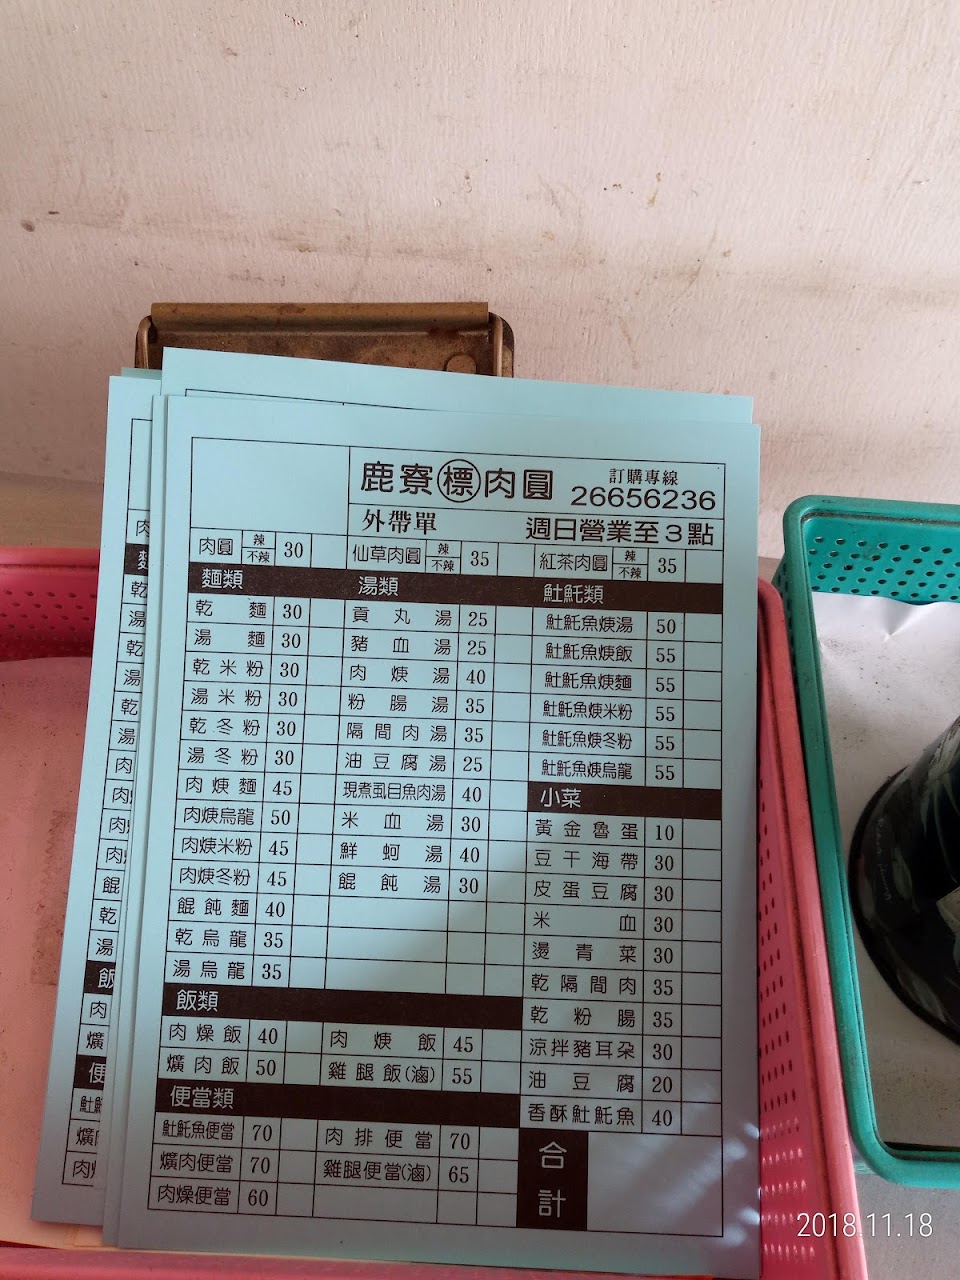 鹿寮標肉圓
訂購專線
26656236
外帶單 週日營業至3點
肉圓 辣 不辣 30 仙草肉圓 辣 不辣 35 紅茶肉圓 辣 不辣 35
麵類
乾麵 30
湯麵 30
乾米粉 30
湯米粉 30
乾冬粉 30
湯冬粉 30
肉焿麵 45
肉焿烏龍 50
肉焿米粉 45
肉焿冬粉 45
餛飩麵 40
乾烏龍 35
湯烏龍 35
湯類
貢丸湯 25
豬血湯 25
肉焿湯 40
粉腸湯 35
隔間肉湯 35
油豆腐湯 25
現煮虱目魚肉湯 40
米血湯 30
鮮蚵湯 40
餛飩湯 30
飯類
肉燥飯 40 肉焿飯 45
爌肉飯 50 雞腿飯(滷) 55
便當類
魠魚便當 70 肉排便當 70
爌肉便當 70 雞腿便當(滷) 65
肉燥便當 60
魠類
魠魚焿湯 50
魠魚焿飯 55
魠魚焿麵 55
魠魚焿米粉 55
魠魚焿冬粉 55
魠魚焿烏龍 55
小菜
黃金魯蛋 10
豆干海帶 30
皮蛋豆腐 30
米血 30
燙青菜 30
乾隔間肉 35
乾粉腸 35
涼拌豬耳朵 30
油豆腐 20
香酥魠魚 40
合計
2018.11.18